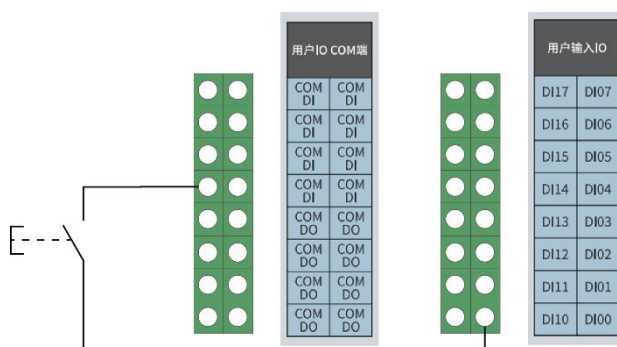 用户IO COM端
COM DI COM DI
COM DI COM DI
COM DI COM DI
COM DI COM DI
COM DO COM DO
COM DO COM DO
COM DO COM DO
COM DO COM DO
用户输入IO
DI17 DI07
DI16 DI06
DI15 DI05
DI14 DI04
DI13 DI03
DI12 DI02
DI11 DI01
DI10 DI00